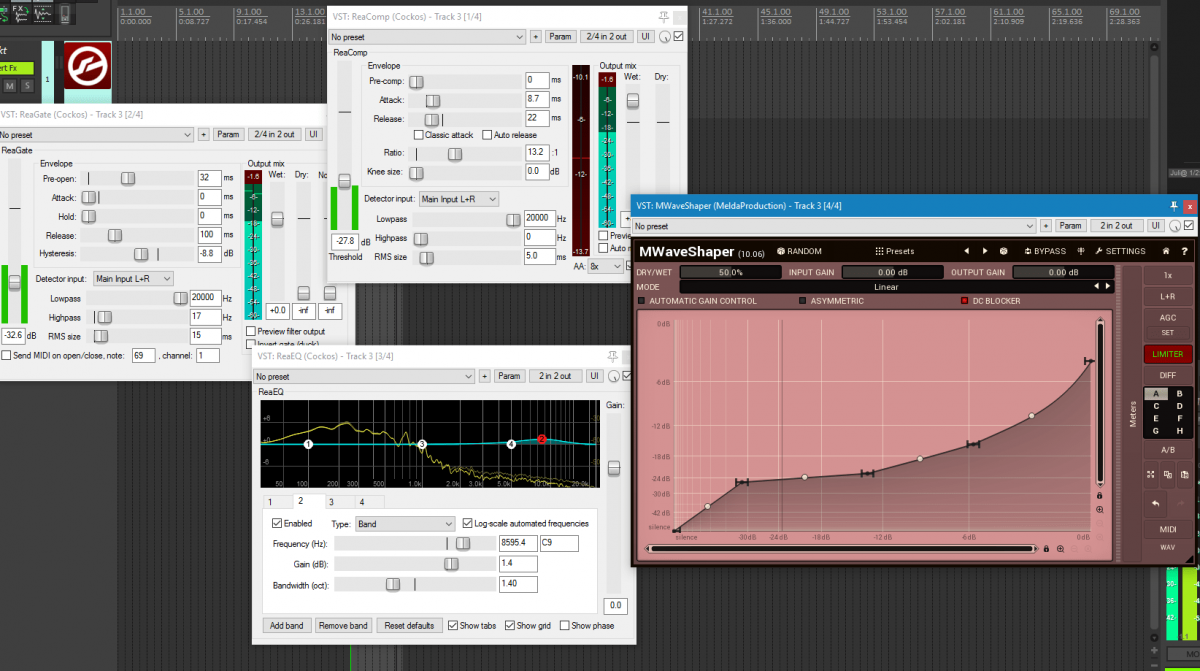 FX
1.1.00
0:00.000
5.1.00
0:08.727
9.1.00
0:17.454
13.1.00
0:26.181
41.1.00
1:27.272
45.1.00
1:36.000
49.1.00
1:44.727
53.1.00
1:53.454
57.1.00
2:02.181
61.1.00
2:10.909
65.1.00
2:19.636
69.1.00
2:28.363
kt
ert Fx
M S
1
VST: ReaComp (Cockos) - Track 3 [1/4]
No preset + Param 2/4 in 2 out UI
ReaComp
Envelope
Pre-comp: 0 ms
Attack: 8.7 ms
Release: 22 ms
Classic attack Auto release
Ratio: 13.2 :1
Knee size: 0.0 dB
Detector input: Main Input L+R
Lowpass 20000 Hz
Highpass 0 Hz
RMS size 5.0 ms
-27.8 dB
Threshold
-10.1
-6-
-12-
-13.7
Output mix
-1.6 Wet: Dry:
Previe
Auto m
AA: 8x
VST: ReaGate (Cockos) - Track 3 [2/4]
No preset + Param 2/4 in 2 out UI
ReaGate
Envelope
Pre-open: 32 ms
Attack: 0 ms
Hold: 0 ms
Release: 100 ms
Hysteresis: -8.8 dB
Detector input: Main Input L+R
Lowpass 20000 Hz
Highpass 17 Hz
-32.6 dB RMS size 15 ms
Send MIDI on open/close, note: 69 , channel: 1
Output mix
-1.6 Wet: Dry: No
+0.0 -inf -inf
Preview filter output
Invert gate (duck)
VST: ReaEQ (Cockos) - Track 3 [3/4]
No preset + Param 2 in 2 out UI
ReaEQ
Gain:
+6
+0
-6
1 3 4 2
50 100 200 300 500 1.0k 2.0k 3.0k 5.0k 10.0k 20.0k
1 2 3 4
Enabled Type: Band Log-scale automated frequencies
Frequency (Hz): 8595.4 C9
Gain (dB): 1.4
Bandwidth (oct): 1.40
0.0
Add band Remove band Reset defaults Show tabs Show grid Show phase
VST: MWaveShaper (MeldaProduction) - Track 3 [4/4]
No preset + Param 2 in 2 out UI
MWaveShaper (10.06) RANDOM Presets BYPASS SETTINGS ?
DRY/WET 50.0% INPUT GAIN 0.00 dB OUTPUT GAIN 0.00 dB
MODE Linear
AUTOMATIC GAIN CONTROL ASYMMETRIC DC BLOCKER
0dB
-6dB
-12dB
-18dB
-24dB
-30dB
-42dB
silence
silence -30dB -24dB -18dB -12dB -6dB 0dB
Meters
1x
L+R
AGC
SET
LIMITER
DIFF
A B
C D
E F
G H
A/B
MIDI
WAV